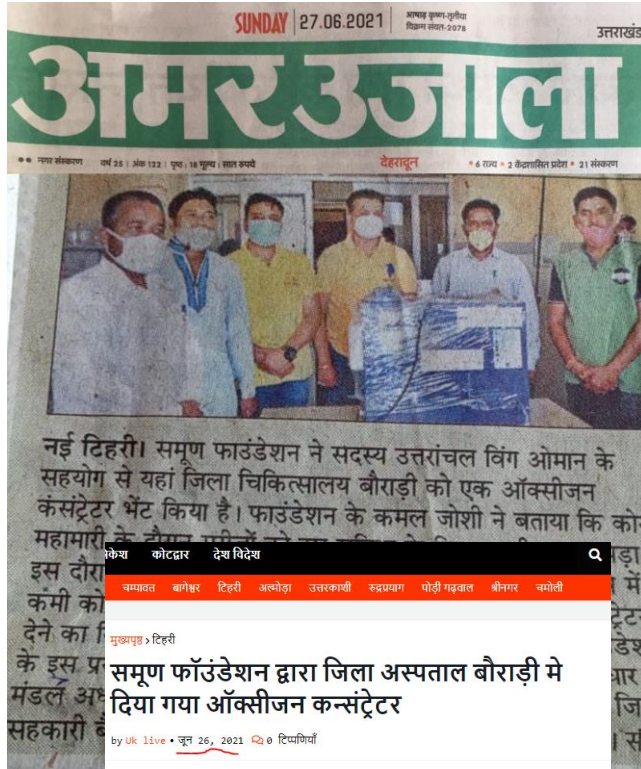 SUNDAY 27.06.2021 आषाढ़ कृष्ण-तृतीया
विक्रम संवत-2078
उत्तराखंड
अमर उजाला
नगर संस्करण वर्ष 25 | अंक 122 | पृष्ठ : 18 मूल्य : सात रुपये देहरादून 6 राज्य 2 केंद्रशासित प्रदेश 21 संस्करण
नई टिहरी। समूण फाउंडेशन ने सदस्य उत्तरांचल विंग ओमान के
सहयोग से यहां जिला चिकित्सालय बौराड़ी को एक ऑक्सीजन
कंसंट्रेटर भेंट किया है। फाउंडेशन के कमल जोशी ने बताया कि
महामारी के दौरान
इस
कमी को
देने का
के इस
मंडल
सहकारी
कोटद्वार देश विदेश
चम्पावत बागेश्वर टिहरी अल्मोड़ा उत्तरकाशी रुद्रप्रयाग पोड़ी गढ़वाल श्रीनगर चमोली
मुख्यपृष्ठ > टिहरी
समूण फॉउंडेशन द्वारा जिला अस्पताल बौराड़ी मे
दिया गया ऑक्सीजन कन्संट्रेटर
by Uk live • जून 26, 2021 0 टिप्पणियाँ